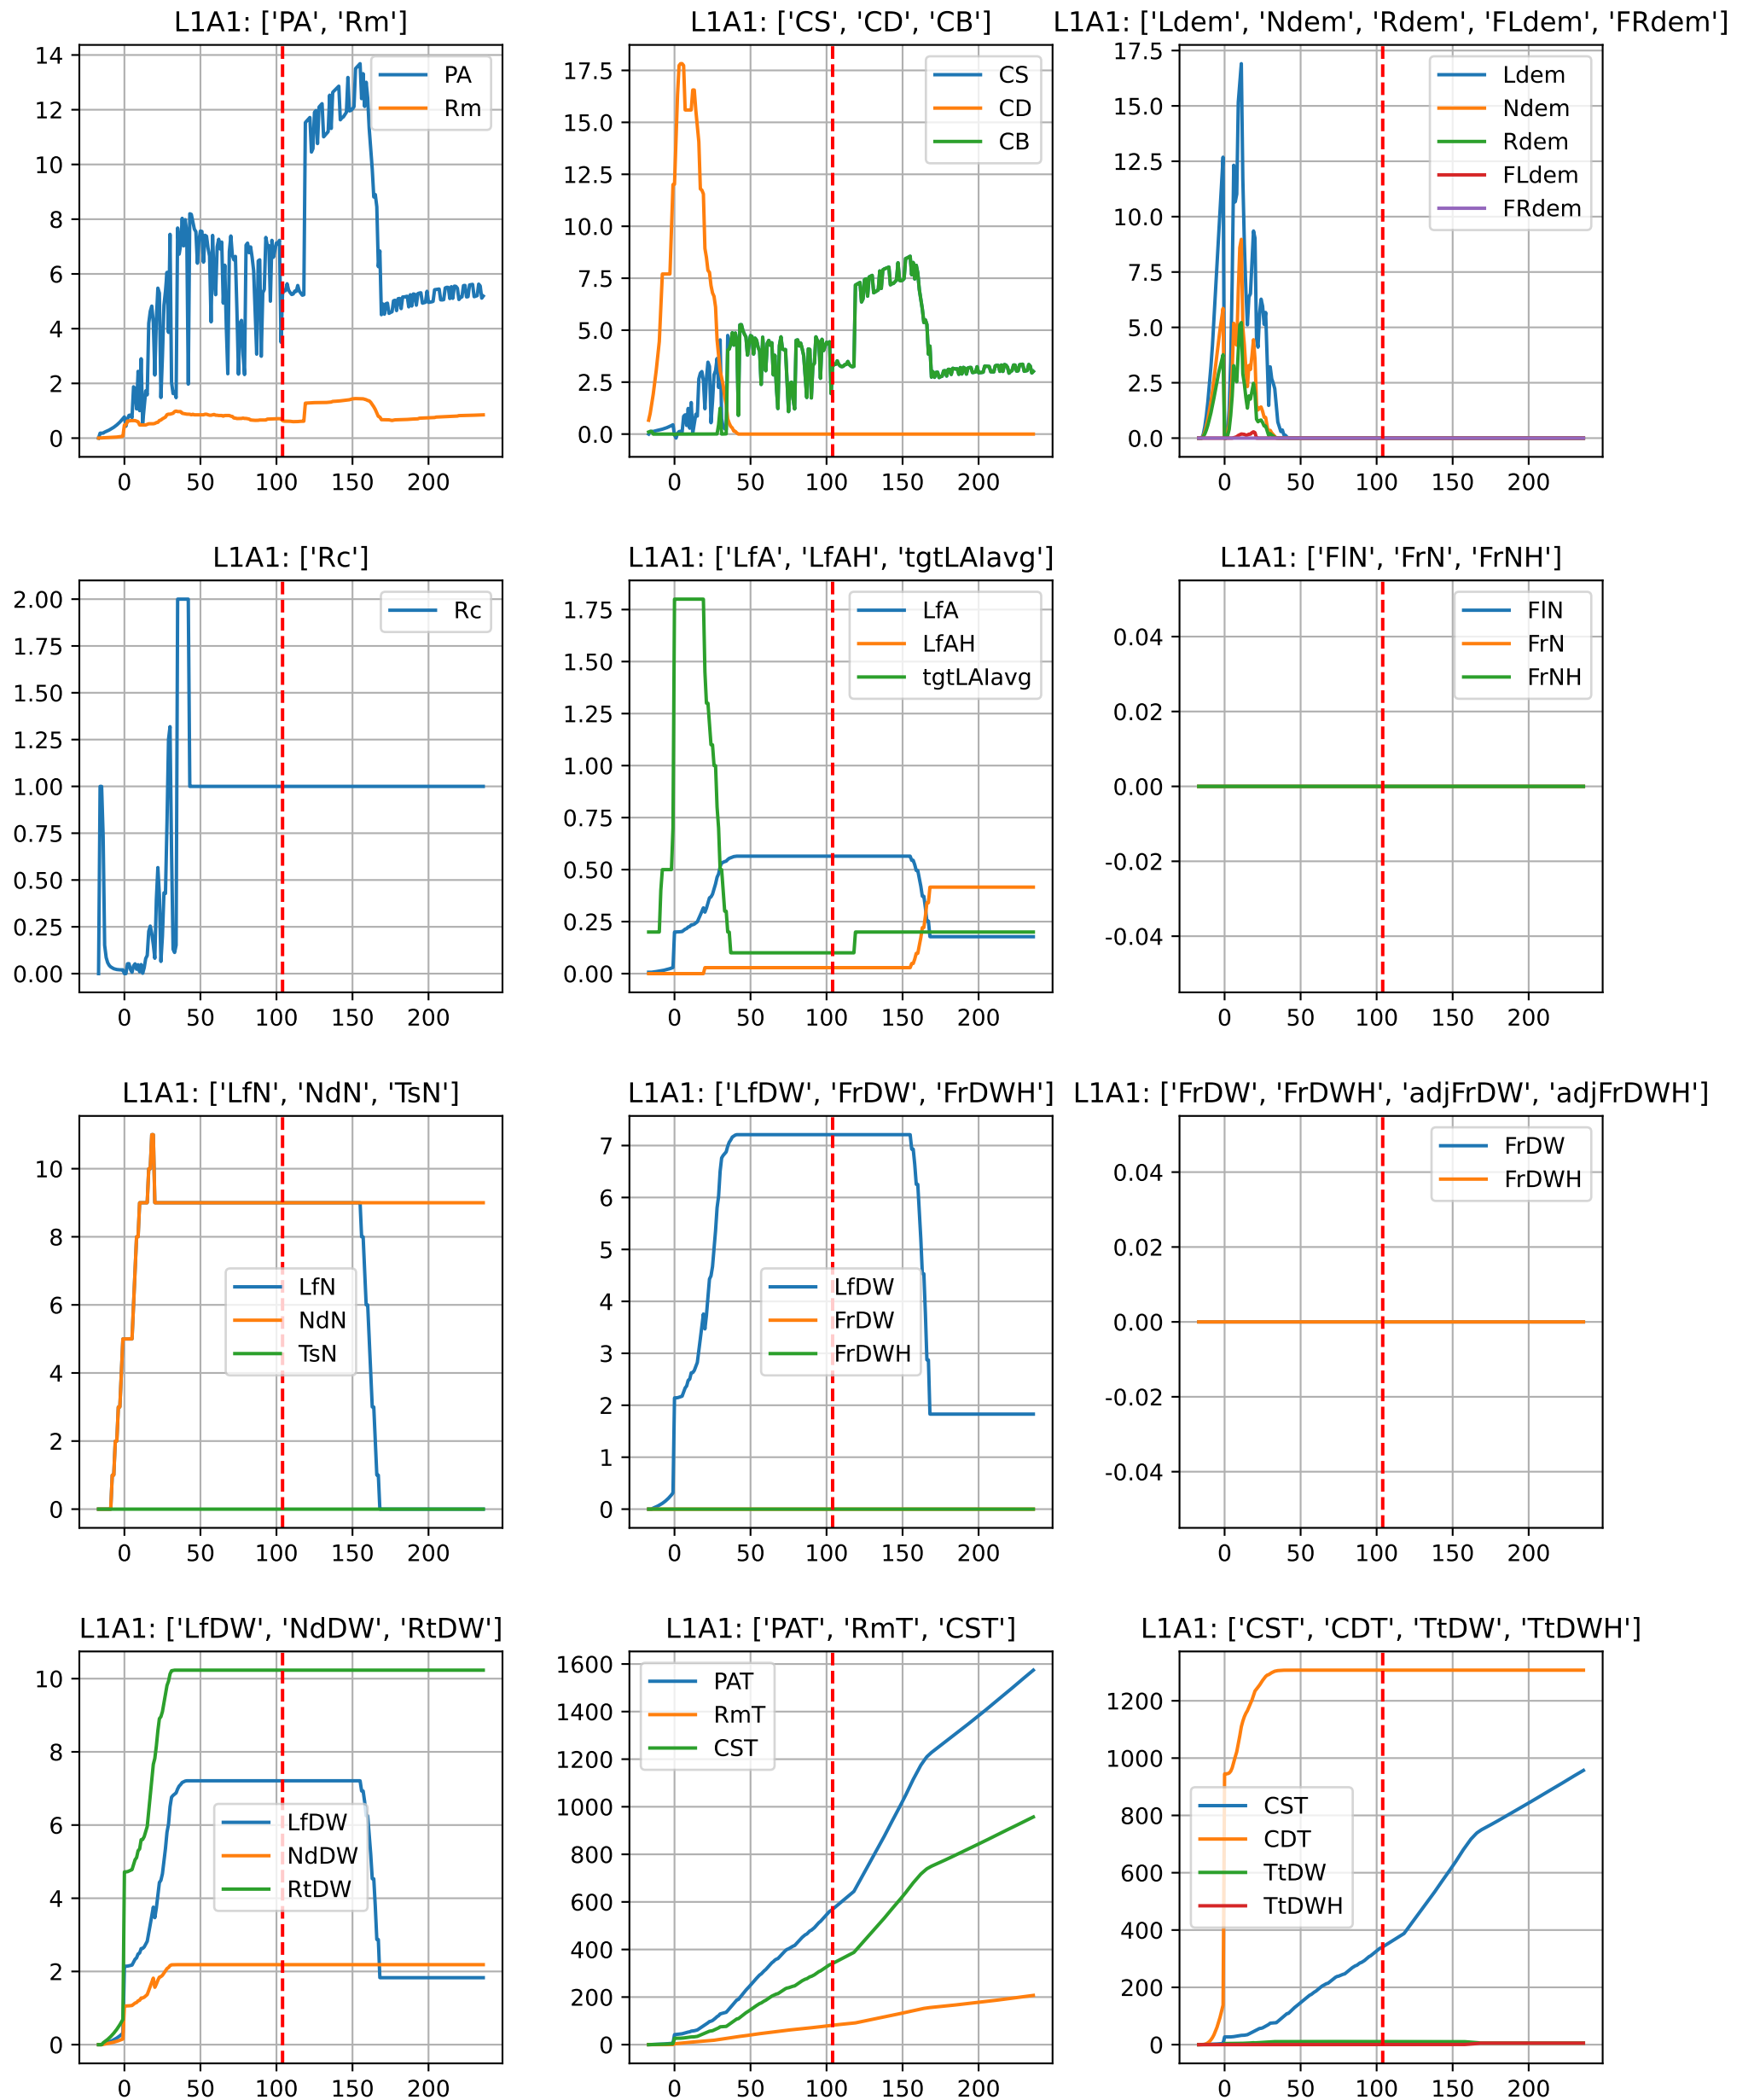 L1A1: ['PA', 'Rm']
14
12
10
8
6
4
2
0
PA
Rm
0 50 100 150 200
L1A1: ['CS', 'CD', 'CB']
17.5
15.0
12.5
10.0
7.5
5.0
2.5
0.0
CS
CD
CB
0 50 100 150 200
L1A1: ['Ldem', 'Ndem', 'Rdem', 'FLdem', 'FRdem']
17.5
15.0
12.5
10.0
7.5
5.0
2.5
0.0
Ldem
Ndem
Rdem
FLdem
FRdem
0 50 100 150 200
L1A1: ['Rc']
2.00
1.75
1.50
1.25
1.00
0.75
0.50
0.25
0.00
Rc
0 50 100 150 200
L1A1: ['LfA', 'LfAH', 'tgtLAIavg']
1.75
1.50
1.25
1.00
0.75
0.50
0.25
0.00
LfA
LfAH
tgtLAIavg
0 50 100 150 200
L1A1: ['FlN', 'FrN', 'FrNH']
0.04
0.02
0.00
-0.02
-0.04
FlN
FrN
FrNH
0 50 100 150 200
L1A1: ['LfN', 'NdN', 'TsN']
10
8
6
4
2
0
LfN
NdN
TsN
0 50 100 150 200
L1A1: ['LfDW', 'FrDW', 'FrDWH']
7
6
5
4
3
2
1
0
LfDW
FrDW
FrDWH
0 50 100 150 200
L1A1: ['FrDW', 'FrDWH', 'adjFrDW', 'adjFrDWH']
0.04
0.02
0.00
-0.02
-0.04
FrDW
FrDWH
0 50 100 150 200
L1A1: ['LfDW', 'NdDW', 'RtDW']
10
8
6
4
2
0
LfDW
NdDW
RtDW
0 50 100 150 200
L1A1: ['PAT', 'RmT', 'CST']
1600
1400
1200
1000
800
600
400
200
0
PAT
RmT
CST
0 50 100 150 200
L1A1: ['CST', 'CDT', 'TtDW', 'TtDWH']
1200
1000
800
600
400
200
0
CST
CDT
TtDW
TtDWH
0 50 100 150 200